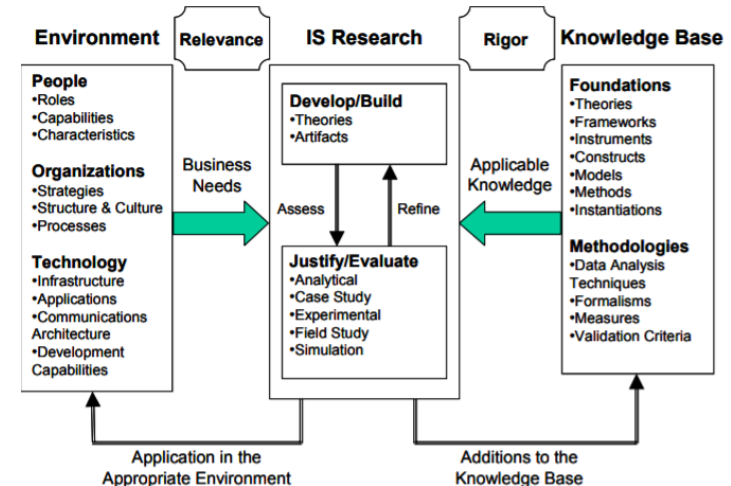 Environment
Relevance
IS Research
Rigor
Knowledge Base
People
•Roles
•Capabilities
•Characteristics
Organizations
•Strategies
•Structure & Culture
•Processes
Technology
•Infrastructure
•Applications
•Communications
Architecture
•Development
Capabilities
Business
Needs
Develop/Build
•Theories
•Artifacts
Assess
Refine
Justify/Evaluate
•Analytical
•Case Study
•Experimental
•Field Study
•Simulation
Applicable
Knowledge
Foundations
•Theories
•Frameworks
•Instruments
•Constructs
•Models
•Methods
•Instantiations
Methodologies
•Data Analysis
Techniques
•Formalisms
•Measures
•Validation Criteria
Application in the
Appropriate Environment
Additions to the
Knowledge Base